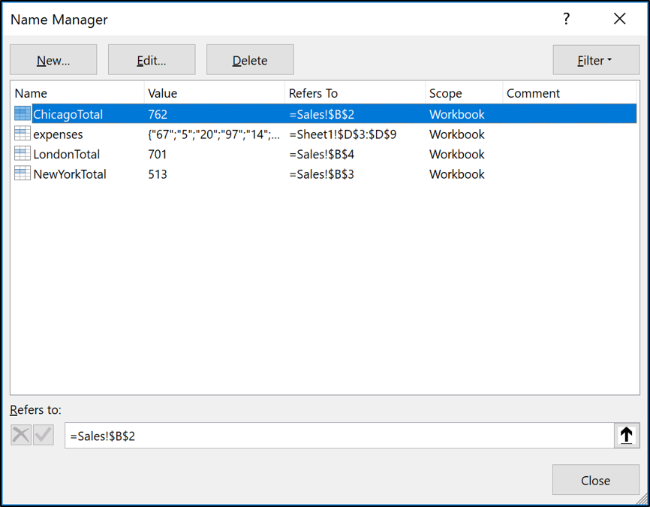 Name Manager ?
New... Edit... Delete Filter
Name Value Refers To Scope Comment
ChicagoTotal 762 =Sales!$B$2 Workbook
expenses {"67";"5";"20";"97";"14";... =Sheet1!$D$3:$D$9 Workbook
LondonTotal 701 =Sales!$B$4 Workbook
NewYorkTotal 513 =Sales!$B$3 Workbook
Refers to:
=Sales!$B$2
Close